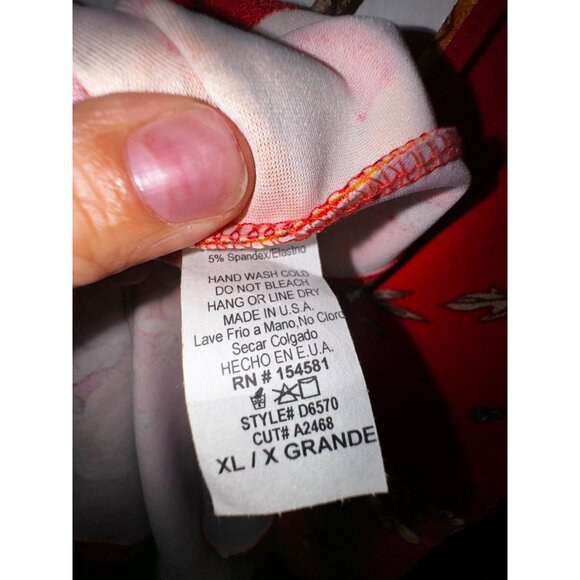 5% Spandex/Elastno
HAND WASH COLD
DO NOT BLEACH
HANG OR LINE DRY
MADE IN U.S.A.
Lave Frio a Mano,No Cloro
Secar Colgado
HECHO EN E.U.A.
RN # 154581
STYLE# D6570
CUT# A2468
XL / X GRANDE